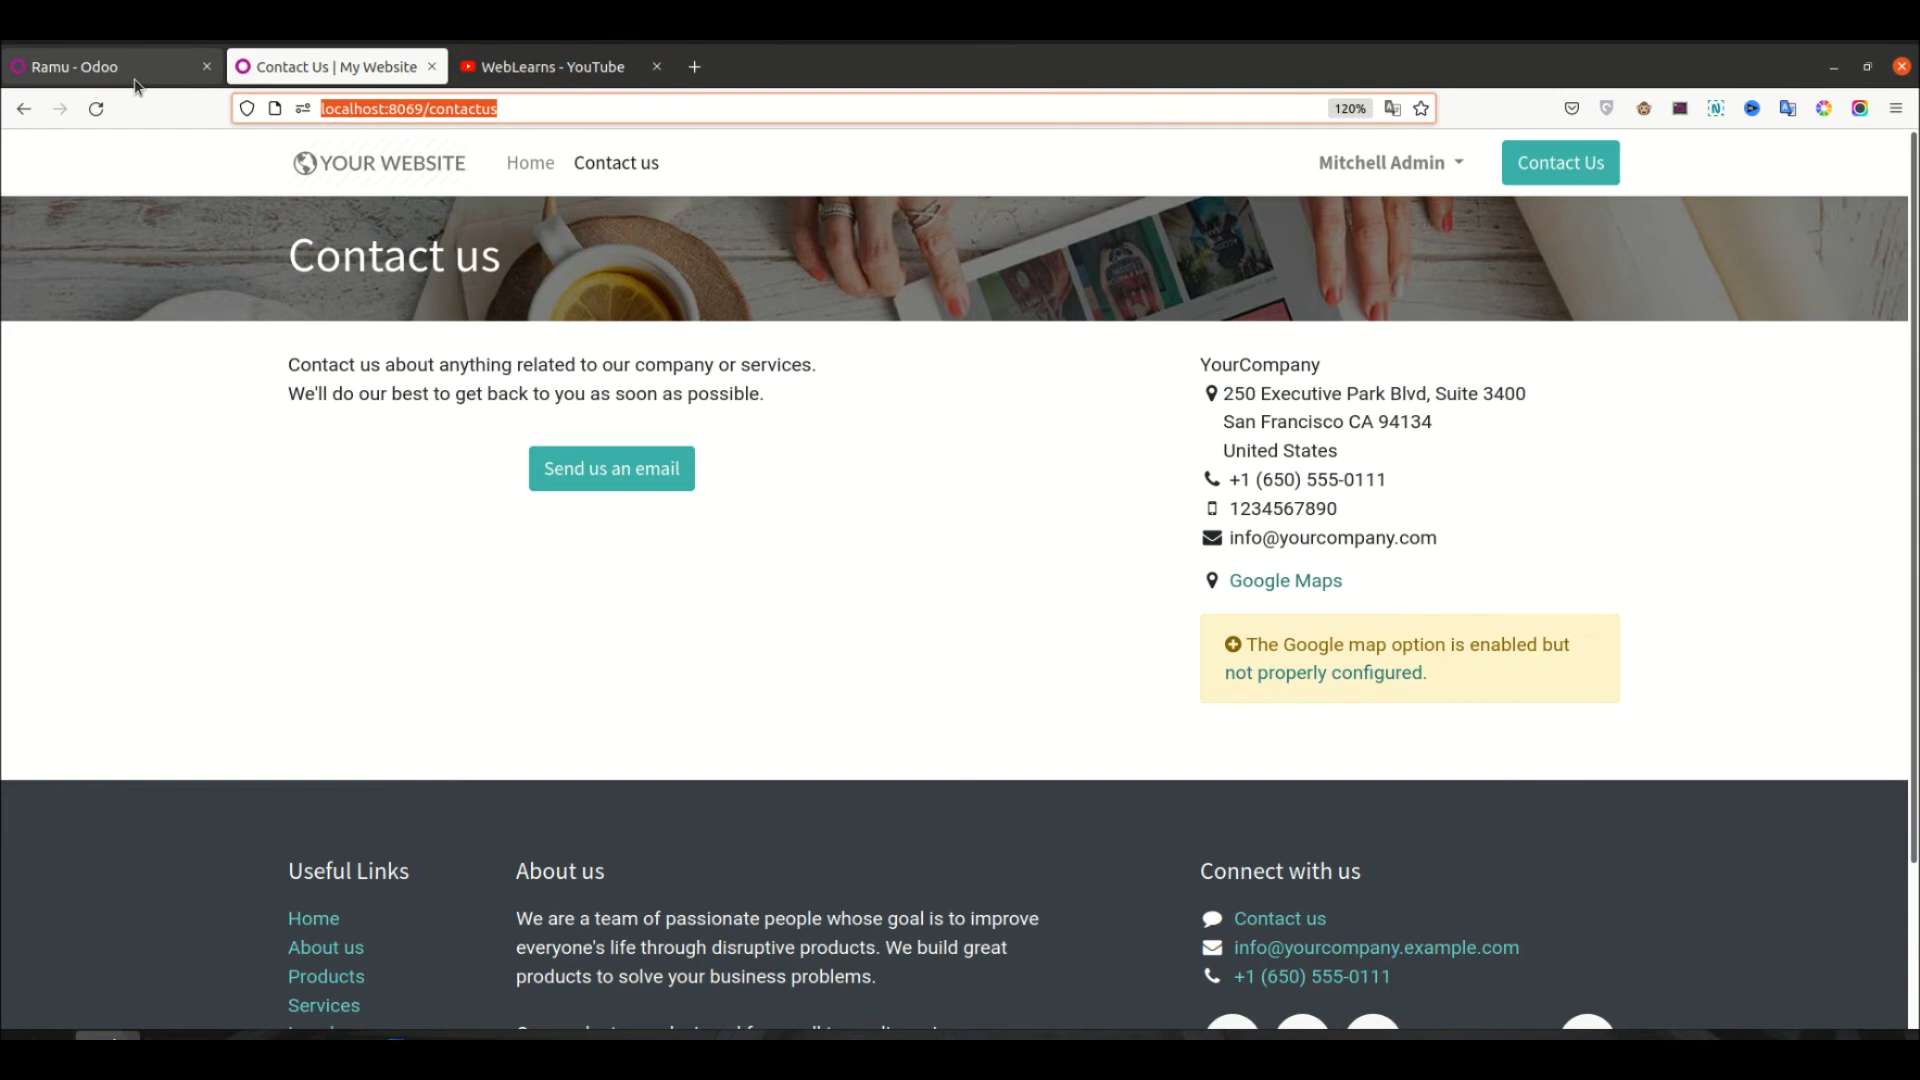 Ramu - Odoo
Contact Us | My Website
WebLearns - YouTube
localhost:8069/contactus
120%
YOUR WEBSITE
Home
Contact us
Mitchell Admin
Contact Us
Contact us
Contact us about anything related to our company or services.
We'll do our best to get back to you as soon as possible.
Send us an email
YourCompany
250 Executive Park Blvd, Suite 3400
San Francisco CA 94134
United States
+1 (650) 555-0111
1234567890
info@yourcompany.com
Google Maps
The Google map option is enabled but
not properly configured.
Useful Links
Home
About us
Products
Services
About us
We are a team of passionate people whose goal is to improve
everyone's life through disruptive products. We build great
products to solve your business problems.
Connect with us
Contact us
info@yourcompany.example.com
+1 (650) 555-0111